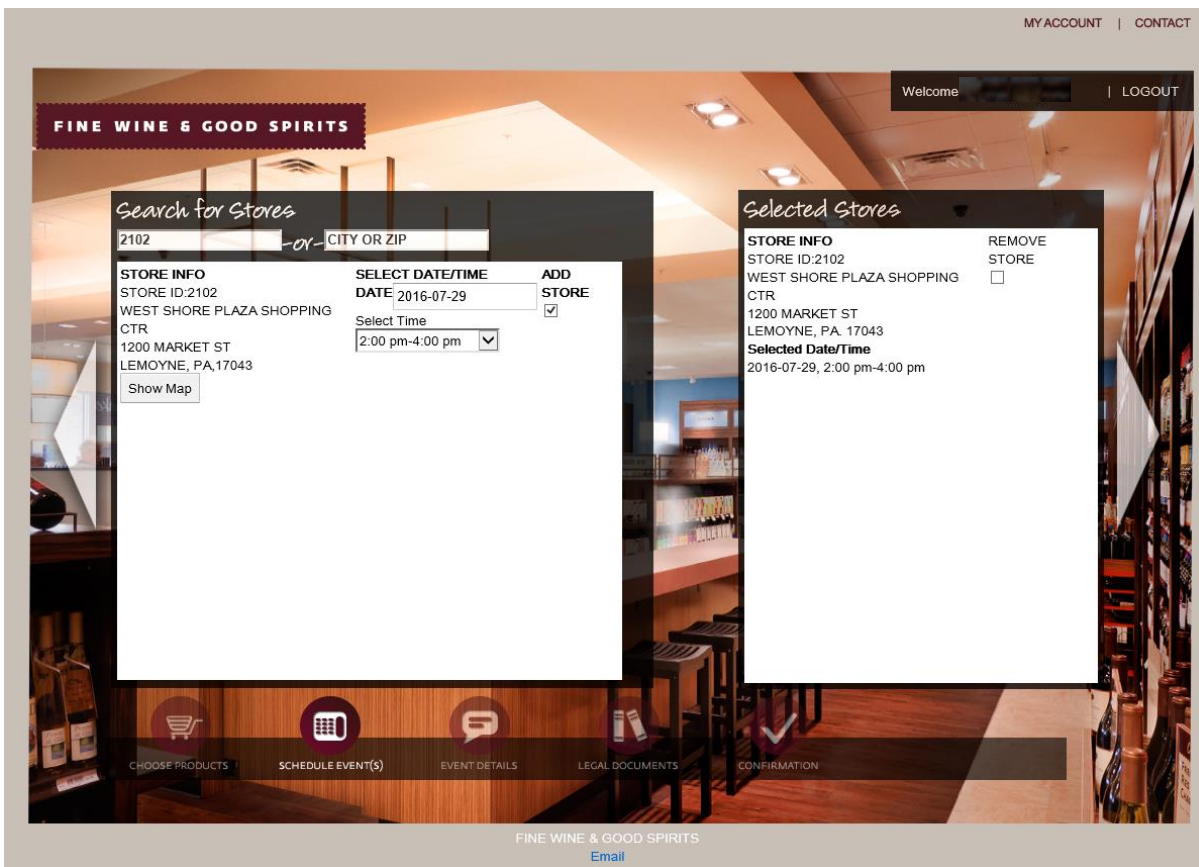 MY ACCOUNT | CONTACT
Welcome | LOGOUT
FINE WINE & GOOD SPIRITS
Search for Stores
2102 -or- CITY OR ZIP
STORE INFO
STORE ID:2102
WEST SHORE PLAZA SHOPPING
CTR
1200 MARKET ST
LEMOYNE, PA,17043
Show Map
SELECT DATE/TIME
DATE 2016-07-29
Select Time
2:00 pm-4:00 pm
ADD
STORE
Selected Stores
STORE INFO
STORE ID:2102
WEST SHORE PLAZA SHOPPING
CTR
1200 MARKET ST
LEMOYNE, PA. 17043
Selected Date/Time
2016-07-29, 2:00 pm-4:00 pm
REMOVE
STORE
CHOOSE PRODUCTS
SCHEDULE EVENT(S)
EVENT DETAILS
LEGAL DOCUMENTS
CONFIRMATION
FINE WINE & GOOD SPIRITS
Email